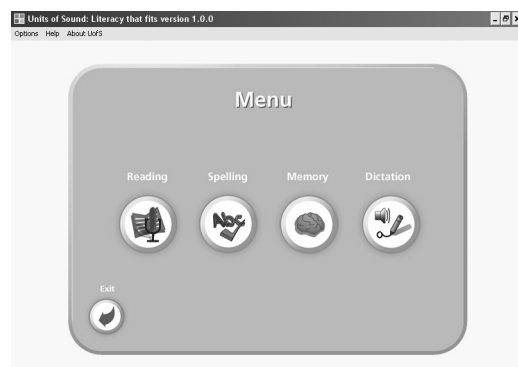 Units of Sound: Literacy that fits version 1.0.0
Options Help About UofS
Menu
Reading Spelling Memory Dictation
Abc
Exit